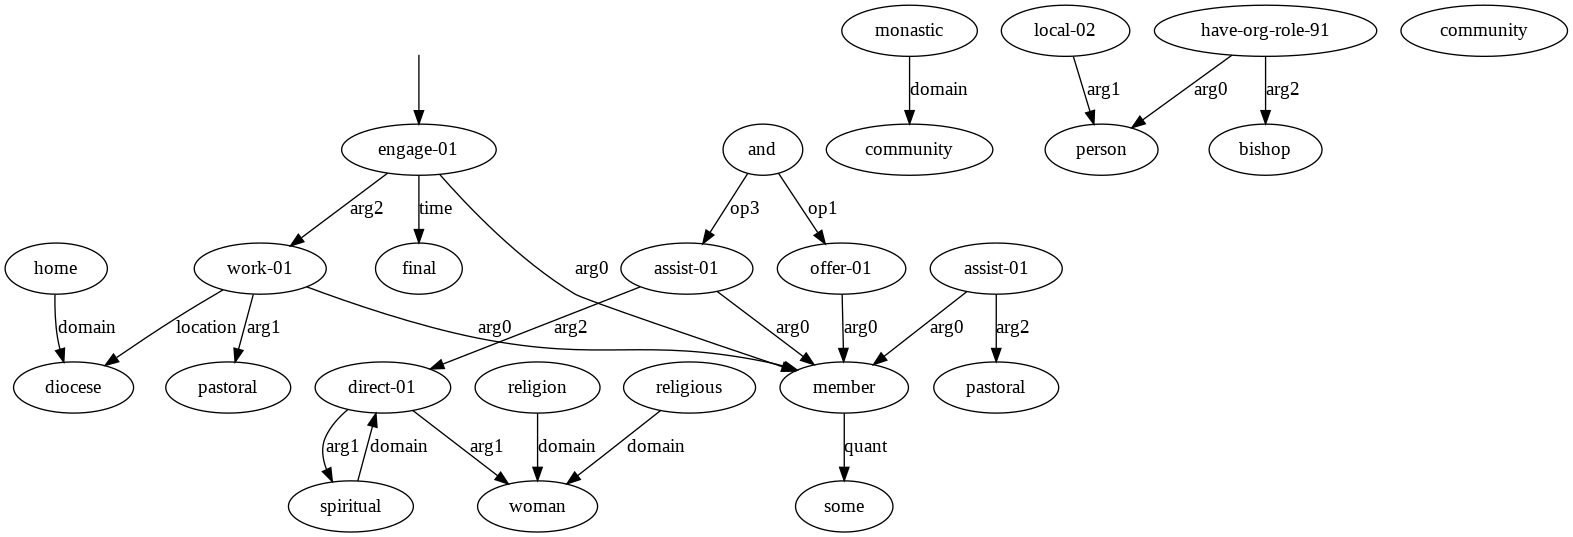 monastic local-02 have-org-role-91 community
domain arg1 arg0 arg2
engage-01 and community person bishop
arg2 time op3 op1
home work-01 final arg0 assist-01 offer-01 assist-01
domain location arg1 arg0 arg2 arg0 arg0 arg0 arg2
diocese pastoral direct-01 religion religious member pastoral
arg1 domain arg1 domain domain quant
spiritual woman some